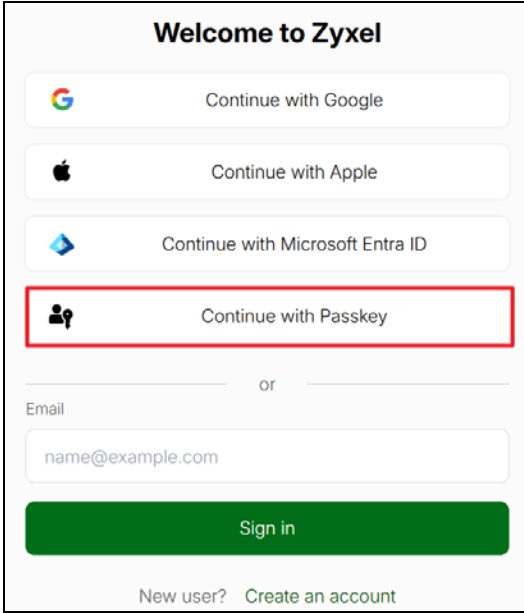 Welcome to Zyxel
Continue with Google
Continue with Apple
Continue with Microsoft Entra ID
Continue with Passkey
or
Email
name@example.com
Sign in
New user? Create an account